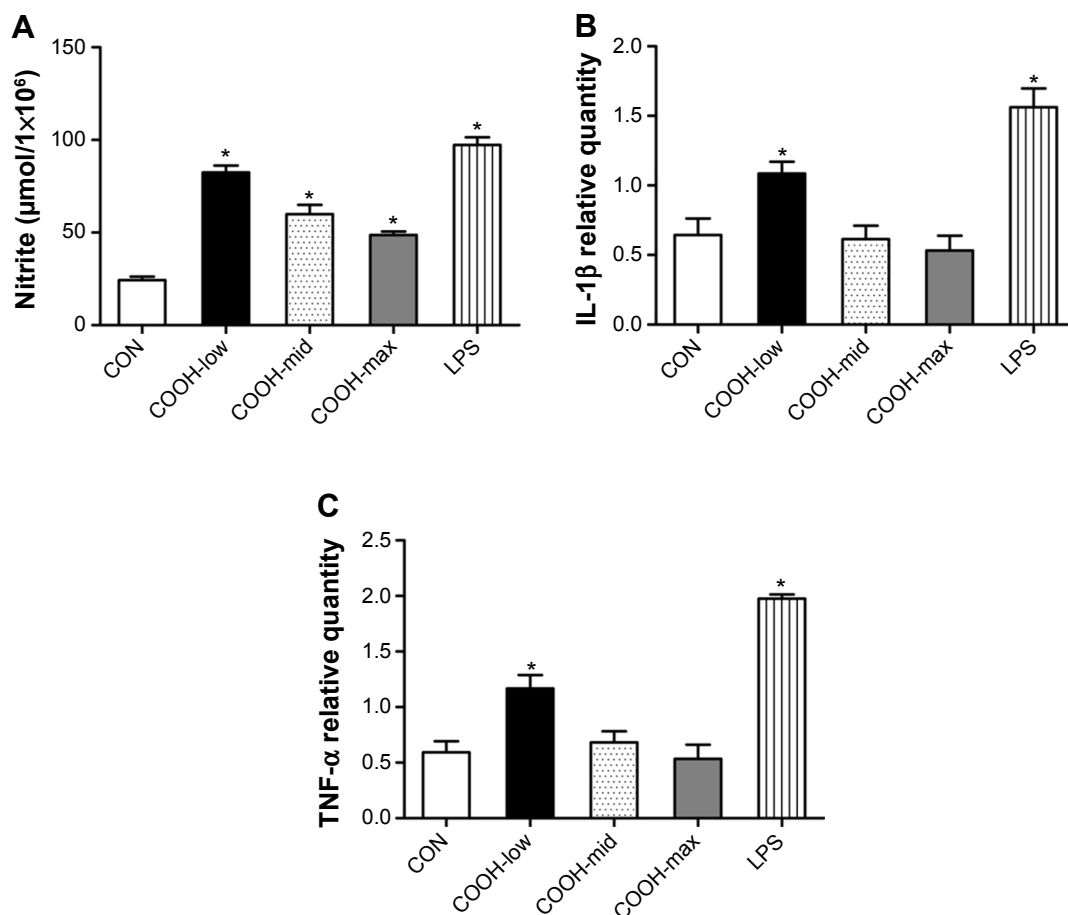 A
Nitrite (µmol/1×10⁶)
150
100
50
0
*
*
*
*
CON
COOH-low
COOH-mid
COOH-max
LPS
B
IL-1β relative quantity
2.0
1.5
1.0
0.5
0.0
*
*
CON
COOH-low
COOH-mid
COOH-max
LPS
C
TNF-α relative quantity
2.5
2.0
1.5
1.0
0.5
0.0
*
*
CON
COOH-low
COOH-mid
COOH-max
LPS